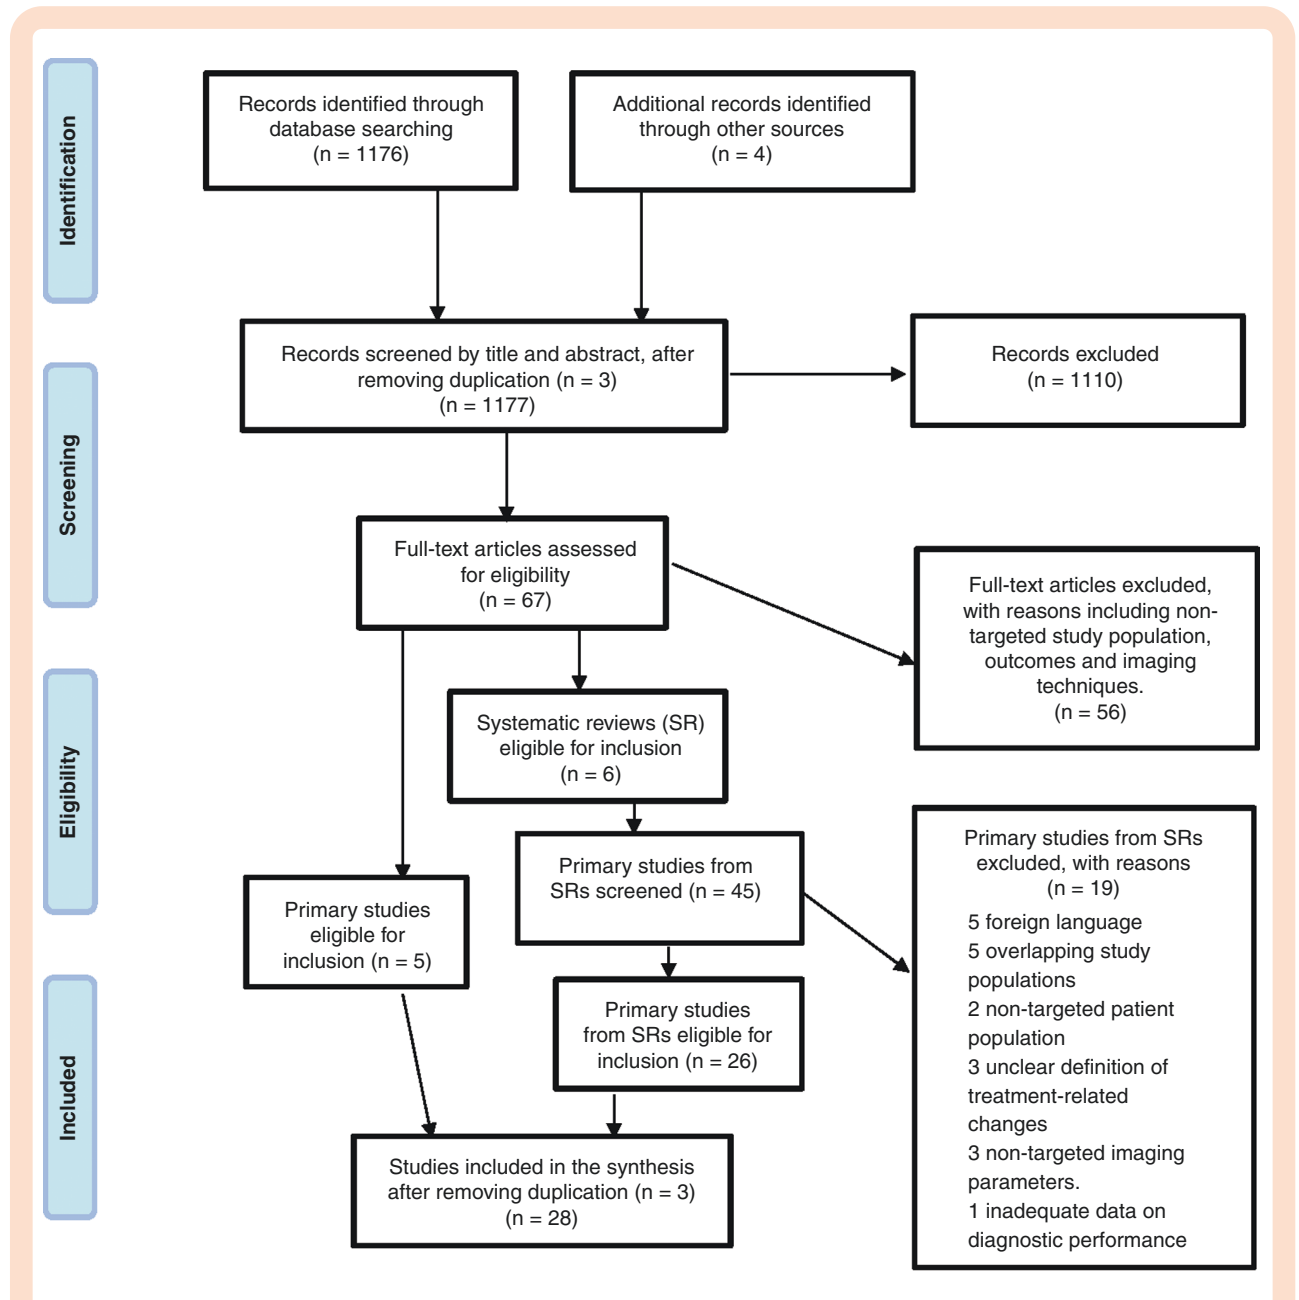 Identification
Records identified through
database searching
(n = 1176)
Additional records identified
through other sources
(n = 4)
Records screened by title and abstract, after
removing duplication (n = 3)
(n = 1177)
Records excluded
(n = 1110)
Screening
Full-text articles assessed
for eligibility
(n = 67)
Full-text articles excluded,
with reasons including non-
targeted study population,
outcomes and imaging
techniques.
(n = 56)
Eligibility
Systematic reviews (SR)
eligible for inclusion
(n = 6)
Primary studies from
SRs screened (n = 45)
Primary studies from SRs
excluded, with reasons
(n = 19)
5 foreign language
5 overlapping study
populations
2 non-targeted patient
population
3 unclear definition of
treatment-related
changes
3 non-targeted imaging
parameters.
1 inadequate data on
diagnostic performance
Primary studies
eligible for
inclusion (n = 5)
Primary studies
from SRs eligible for
inclusion (n = 26)
Included
Studies included in the synthesis
after removing duplication (n = 3)
(n = 28)